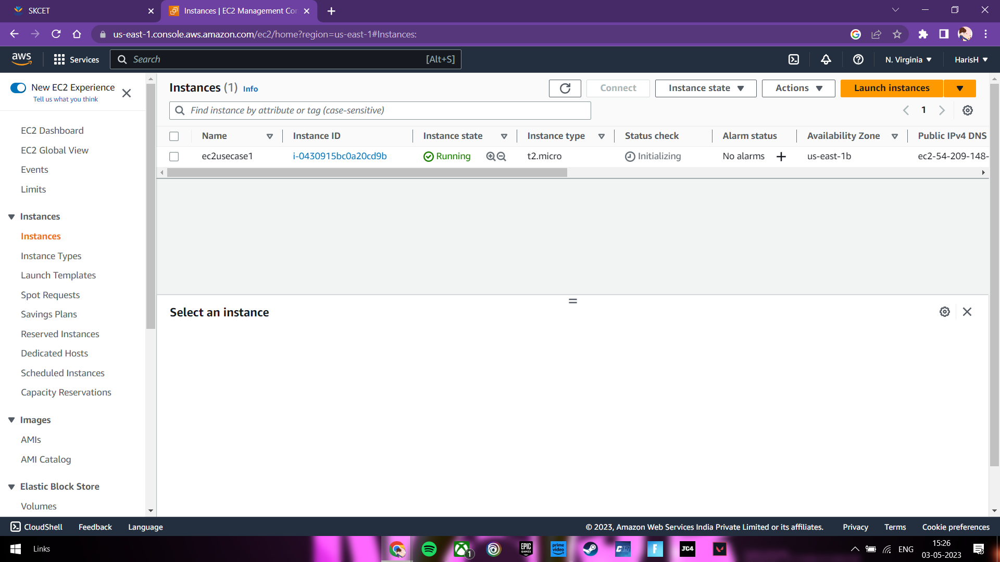 SKCET
Instances | EC2 Management Con
us-east-1.console.aws.amazon.com/ec2/home?region=us-east-1#Instances:
aws
Services
Search
[Alt+S]
N. Virginia
HarisH
New EC2 Experience
Tell us what you think
EC2 Dashboard
EC2 Global View
Events
Limits
Instances
Instances
Instance Types
Launch Templates
Spot Requests
Savings Plans
Reserved Instances
Dedicated Hosts
Scheduled Instances
Capacity Reservations
Images
AMIs
AMI Catalog
Elastic Block Store
Volumes
Instances (1) Info
Connect
Instance state
Actions
Launch instances
Find instance by attribute or tag (case-sensitive)
1
Name Instance ID Instance state Instance type Status check Alarm status Availability Zone Public IPv4 DNS
ec2usecase1 i-0430915bc0a20cd9b Running t2.micro Initializing No alarms us-east-1b ec2-54-209-148-
Select an instance
CloudShell Feedback Language © 2023, Amazon Web Services India Private Limited or its affiliates. Privacy Terms Cookie preferences
Links
1
EPIC
GAMES
prime
video
F
JC4
ENG
15:26
03-05-2023